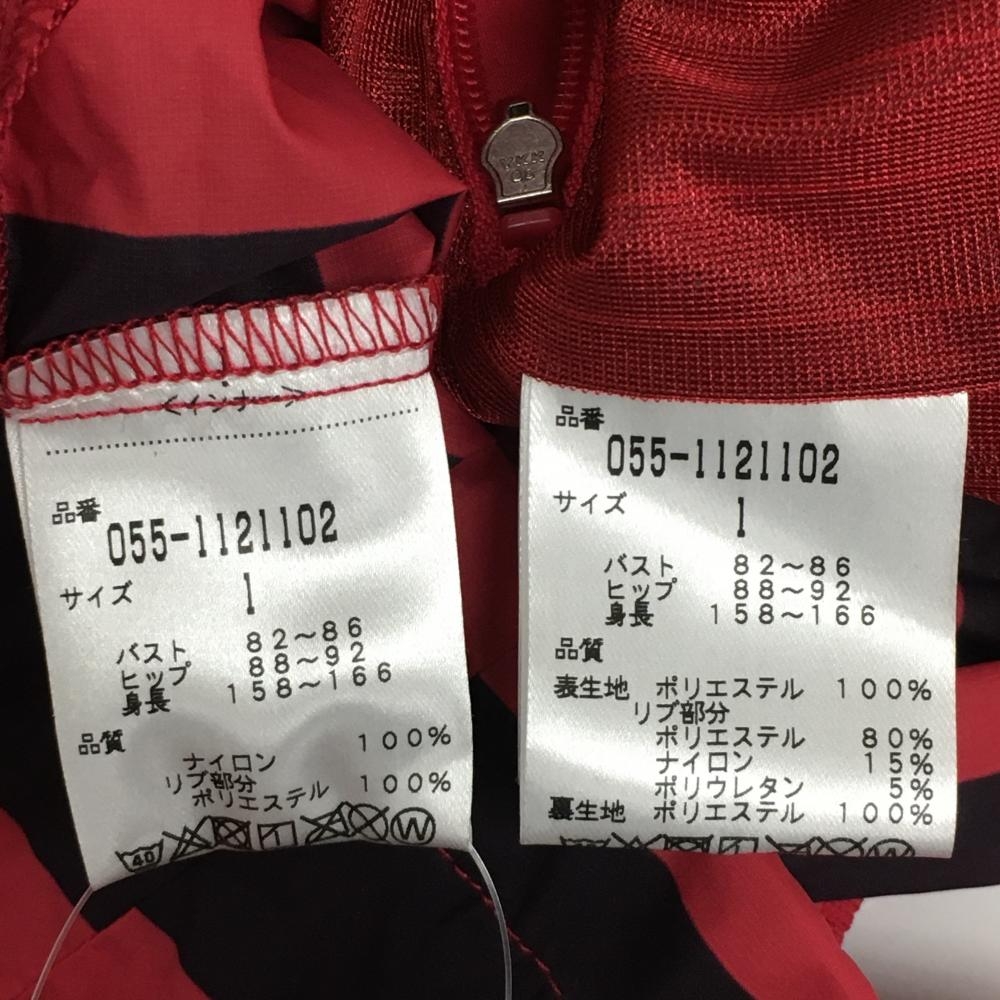 YKK
<インナー>
品番
055-1121102
サイズ 1
バスト 82~86
ヒップ 88~92
身長 158~166
品質
ナイロン 100%
リブ部分
ポリエステル 100%
40
W
品番
055-1121102
サイズ 1
バスト 82~86
ヒップ 88~92
身長 158~166
品質
表生地 ポリエステル 100%
リブ部分
ポリエステル 80%
ナイロン 15%
ポリウレタン 5%
裏生地 ポリエステル 100%